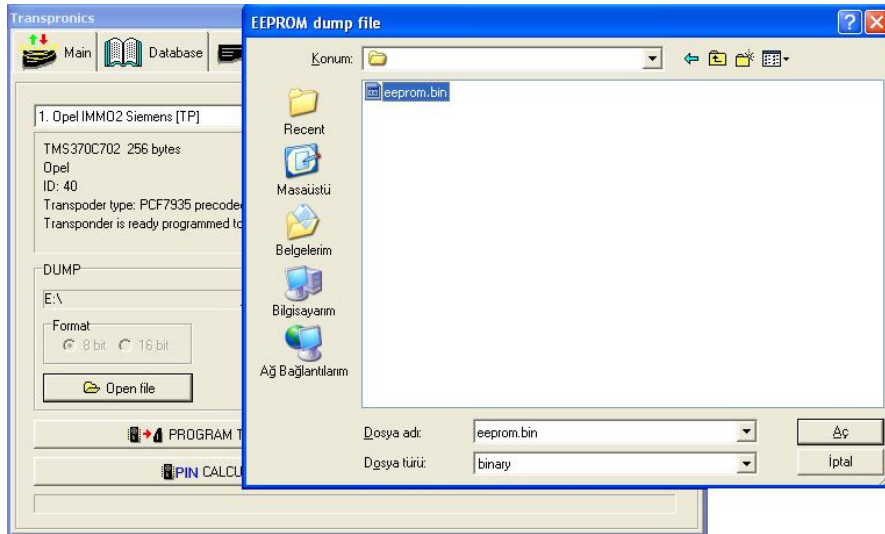 Transpronics
Main
Database
1. Opel IMMO2 Siemens [TP]
TMS370C702 256 bytes
Opel
ID: 40
Transpoder type: PCF7935 precode
Transponder is ready programmed to
DUMP
E:\
Format
8 bit 16 bit
Open file
PROGRAM T
PIN CALCU
EEPROM dump file
Konum:
eeprom.bin
Recent
Masaüstü
Belgelerim
Bilgisayarım
Ağ Bağlantılarım
Dosya adı: eeprom.bin Aç
Dosya türü: binary İptal